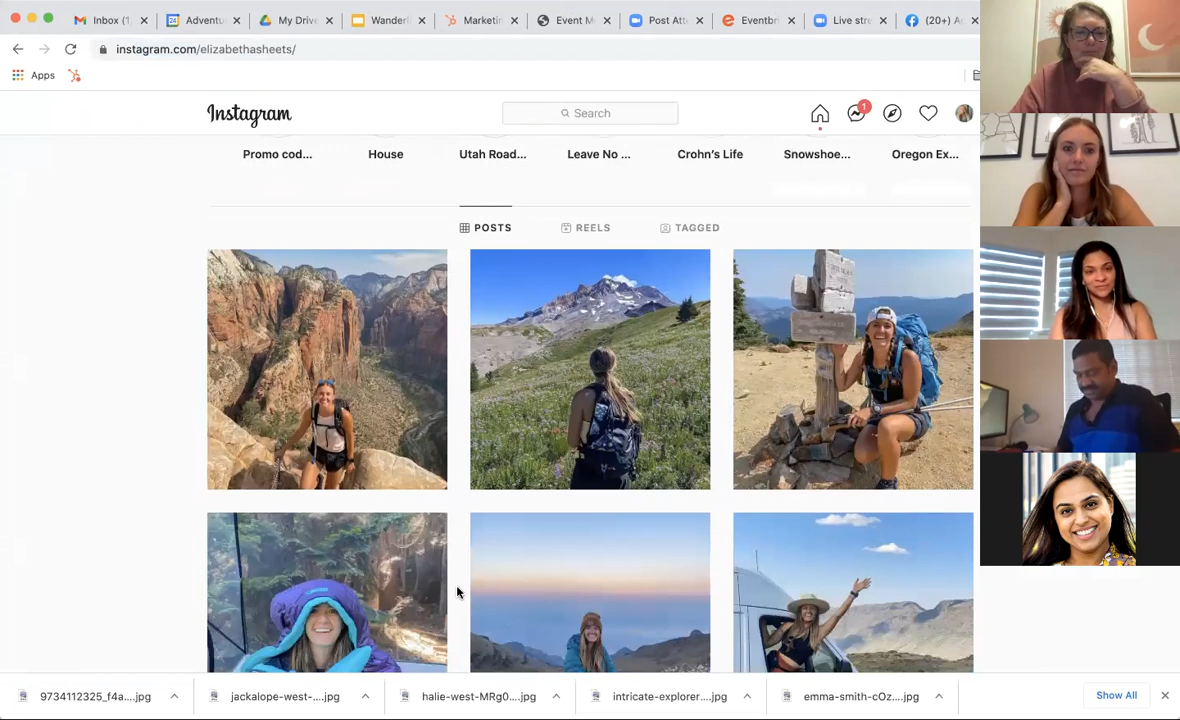 Inbox (1, Adventu My Drive Wander Marketin Event M Post Att Eventbri Live stre (20+) A
instagram.com/elizabethasheets/
Apps
Instagram Search 1
Promo cod... House Utah Road... Leave No ... Crohn's Life Snowshoe... Oregon Ex...
POSTS REELS TAGGED
9734112325_f4a....jpg jackalope-west-....jpg halie-west-MRg0....jpg intricate-explorer....jpg emma-smith-cOz....jpg Show All